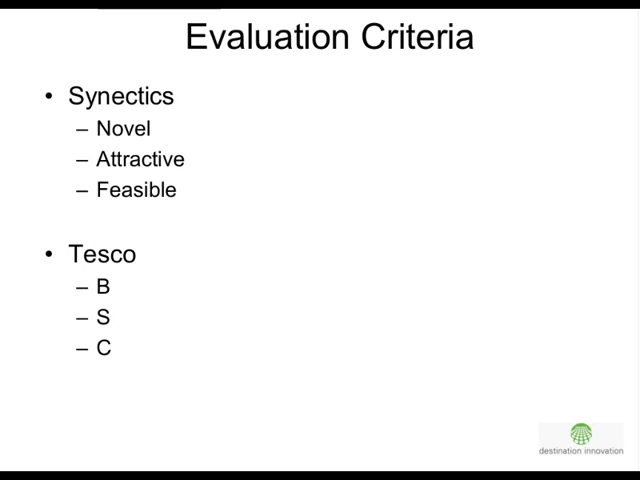 Evaluation Criteria
• Synectics
– Novel
– Attractive
– Feasible
• Tesco
– B
– S
– C
destination innovation